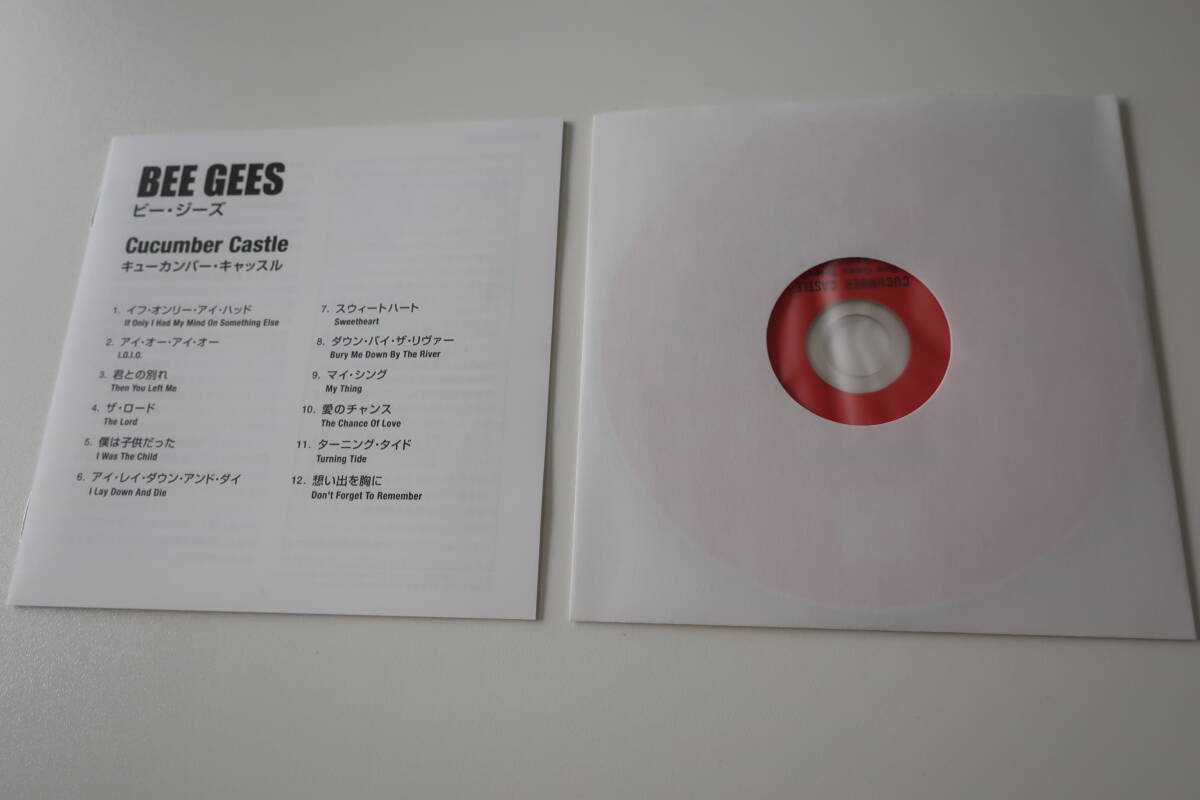 BEE GEES
ビー・ジーズ
Cucumber Castle
キューカンバー・キャッスル
1. イフ・オンリー・アイ・ハッド
If Only I Had My Mind On Something Else
2. アイ・オー・アイ・オー
I.O.I.O.
3. 君との別れ
Then You Left Me
4. ザ・ロード
The Lord
5. 僕は子供だった
I Was The Child
6. アイ・レイ・ダウン・アンド・ダイ
I Lay Down And Die
7. スウィートハート
Sweetheart
8. ダウン・バイ・ザ・リヴァー
Bury Me Down By The River
9. マイ・シング
My Thing
10. 愛のチャンス
The Chance Of Love
11. ターニング・タイド
Turning Tide
12. 想い出を胸に
Don't Forget To Remember
CUCUMBER CASTLE
Bee Gees